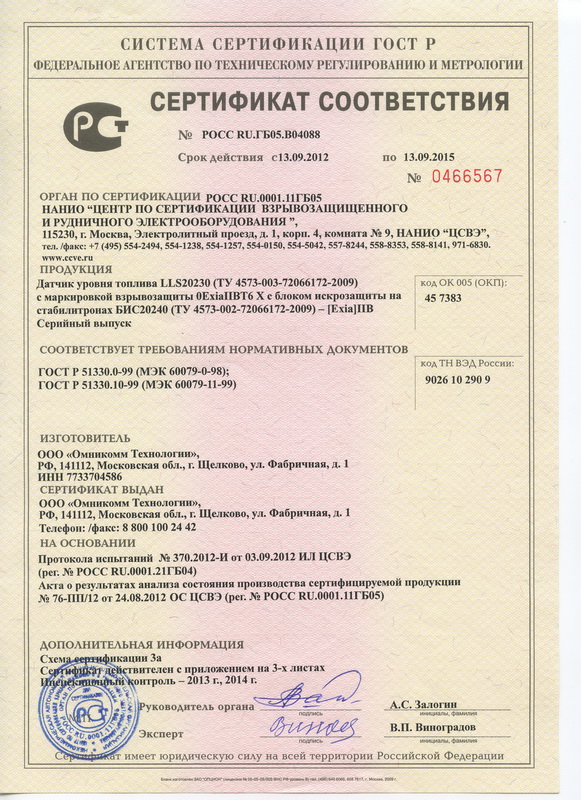 СИСТЕМА СЕРТИФИКАЦИИ ГОСТ Р
ФЕДЕРАЛЬНОЕ АГЕНТСТВО ПО ТЕХНИЧЕСКОМУ РЕГУЛИРОВАНИЮ И МЕТРОЛОГИИ
СЕРТИФИКАТ СООТВЕТСТВИЯ
№ РОСС RU.ГБ05.В04088
Срок действия с13.09.2012 по 13.09.2015
№ 0466567
ОРГАН ПО СЕРТИФИКАЦИИ РОСС RU.0001.11ГБ05
НАНИО “ЦЕНТР ПО СЕРТИФИКАЦИИ ВЗРЫВОЗАЩИЩЕННОГО
И РУДНИЧНОГО ЭЛЕКТРООБОРУДОВАНИЯ ”,
115230, г. Москва, Электролитный проезд, д. 1, корп. 4, комната № 9, НАНИО “ЦСВЭ”,
тел. /факс: +7 (495) 554-2494, 554-1238, 554-1257, 554-0150, 554-5042, 557-8244, 558-8353, 558-8141, 971-6830.
www.ccve.ru
ПРОДУКЦИЯ
Датчик уровня топлива LLS20230 (ТУ 4573-003-72066172-2009)
с маркировкой взрывозащиты 0ExiaIIBT6 X с блоком искрозащиты на
стабилитронах БИС20240 (ТУ 4573-002-72066172-2009) – [Exia]IIB
Серийный выпуск
код ОК 005 (ОКП):
45 7383
СООТВЕТСТВУЕТ ТРЕБОВАНИЯМ НОРМАТИВНЫХ ДОКУМЕНТОВ
ГОСТ Р 51330.0-99 (МЭК 60079-0-98);
ГОСТ Р 51330.10-99 (МЭК 60079-11-99)
код ТН ВЭД России:
9026 10 290 9
ИЗГОТОВИТЕЛЬ
ООО «Омникомм Технологии»,
РФ, 141112, Московская обл., г. Щелково, ул. Фабричная, д. 1
ИНН 7733704586
СЕРТИФИКАТ ВЫДАН
ООО «Омникомм Технологии»,
РФ, 141112, Московская обл., г. Щелково, ул. Фабричная, д. 1
Телефон: /факс: 8 800 100 24 42
НА ОСНОВАНИИ
Протокола испытаний № 370.2012-И от 03.09.2012 ИЛ ЦСВЭ
(рег. № РОСС RU.0001.21ГБ04)
Акта о результатах анализа состояния производства сертифицируемой продукции
№ 76-ПП/12 от 24.08.2012 ОС ЦСВЭ (рег. № РОСС RU.0001.11ГБ05)
ДОПОЛНИТЕЛЬНАЯ ИНФОРМАЦИЯ
Схема сертификации 3а
Сертификат действителен с приложением на 3-х листах
Инспекционный контроль – 2013 г., 2014 г.
Руководитель органа
подпись
А.С. Залогин
инициалы, фамилия
Эксперт
подпись
В.П. Виноградов
инициалы, фамилия
Сертификат имеет юридическую силу на всей территории Российской Федерации